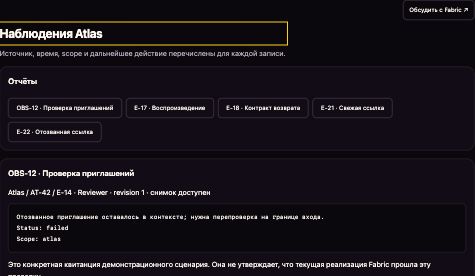 Обсудить с Fabric ↗
Наблюдения Atlas
Источник, время, scope и дальнейшее действие перечислены для каждой записи.
Отчёты
OBS-12 · Проверка приглашений
E-17 · Воспроизведение
E-18 · Контракт возврата
E-21 · Свежая ссылка
E-22 · Отозванная ссылка
OBS-12 · Проверка приглашений
Atlas / AT-42 / E-14 · Reviewer · revision 1 · снимок доступен
Отозванное приглашение оставалось в контексте; нужна перепроверка на границе входа.
Status: failed
Scope: atlas
Это конкретная квитанция демонстрационного сценария. Она не утверждает, что текущая реализация Fabric прошла эту